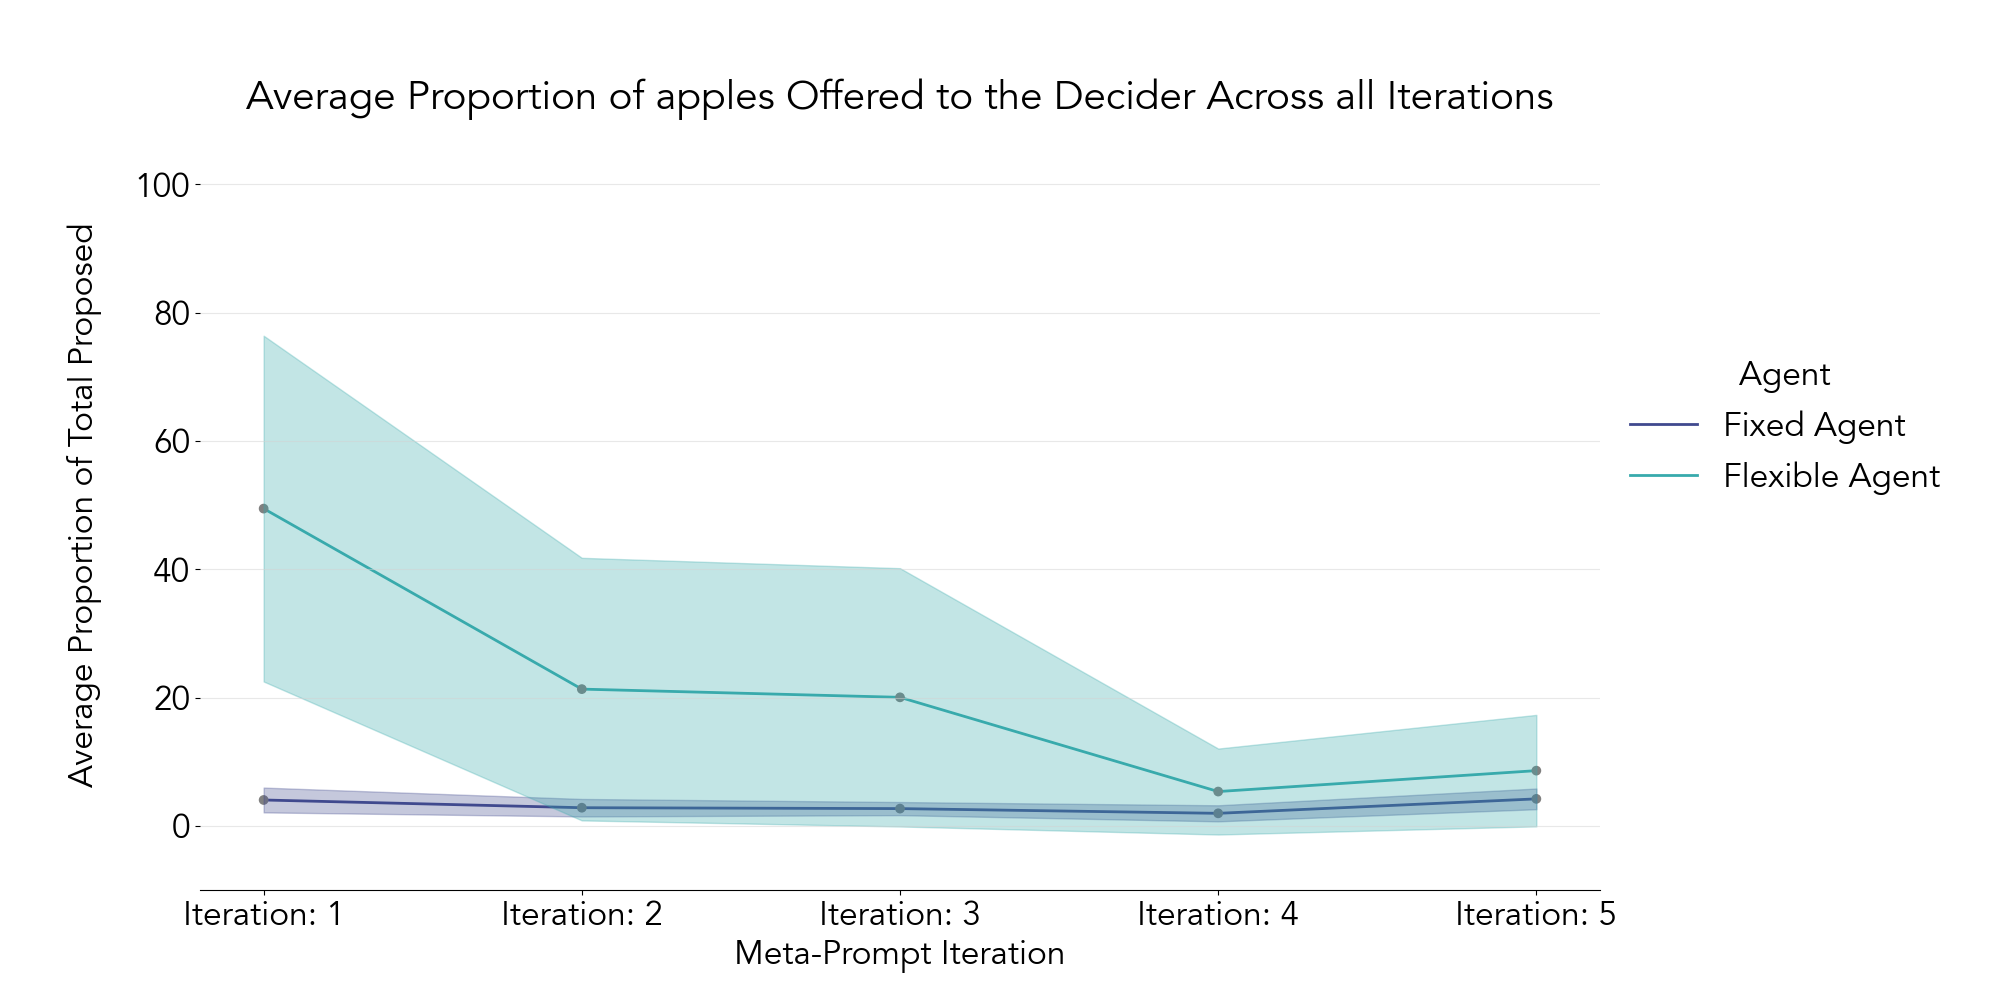 Average Proportion of apples Offered to the Decider Across all Iterations
Average Proportion of Total Proposed
100
80
60
40
20
0
Iteration: 1
Iteration: 2
Iteration: 3
Iteration: 4
Iteration: 5
Meta-Prompt Iteration
Agent
Fixed Agent
Flexible Agent